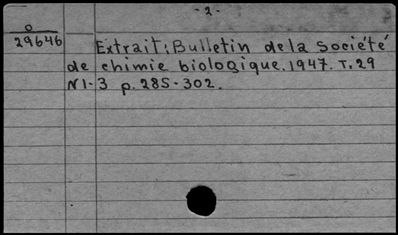 - 2 -
O
29646
Extrait: Bulletin de la Société
de chimie biologique. 1947. T. 29
N 1-3 p. 285-302.